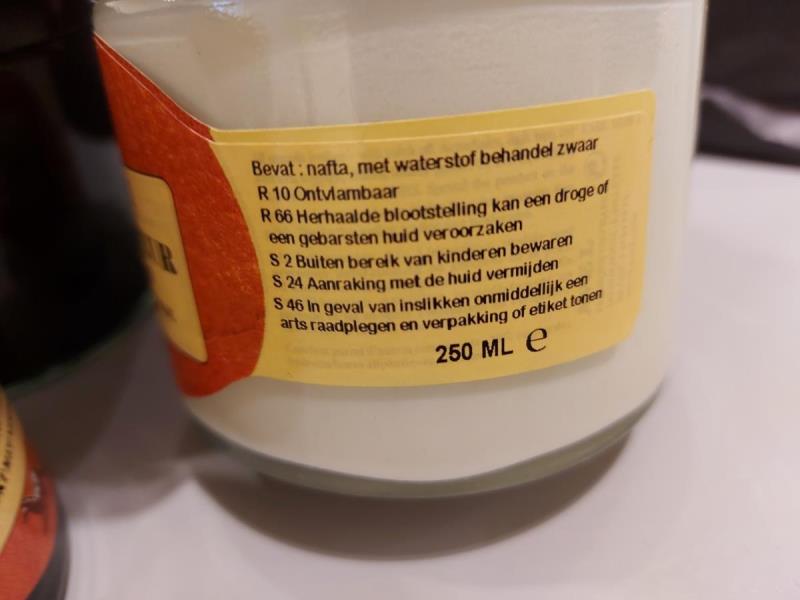 Bevat : nafta, met waterstof behandel zwaar
R 10 Ontvlambaar
R 66 Herhaalde blootstelling kan een droge of
een gebarsten huid veroorzaken
S 2 Buiten bereik van kinderen bewaren
S 24 Aanraking met de huid vermijden
S 46 In geval van inslikken onmiddellijk een
arts raadplegen en verpakking of etiket tonen
250 ML e